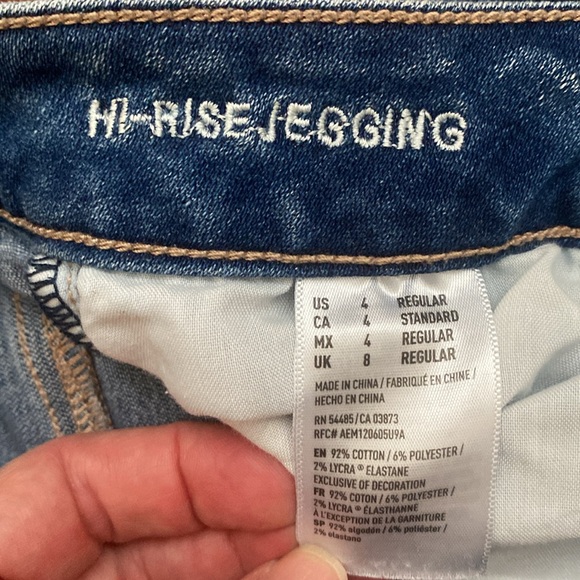 HI-RISE JEGGING
US 4 REGULAR
CA 4 STANDARD
MX 4 REGULAR
UK 8 REGULAR
MADE IN CHINA / FABRIQUÉ EN CHINE /
HECHO EN CHINA
RN 54485/CA 03873
RFC# AEM120605U9A
EN 92% COTTON / 6% POLYESTER /
2% LYCRA® ELASTANE
EXCLUSIVE OF DECORATION
FR 92% COTON / 6% POLYESTER /
2% LYCRA® ÉLASTHANNE
À L'EXCEPTION DE LA GARNITURE
SP 92% algodón / 6% poliéster /
2% elastano